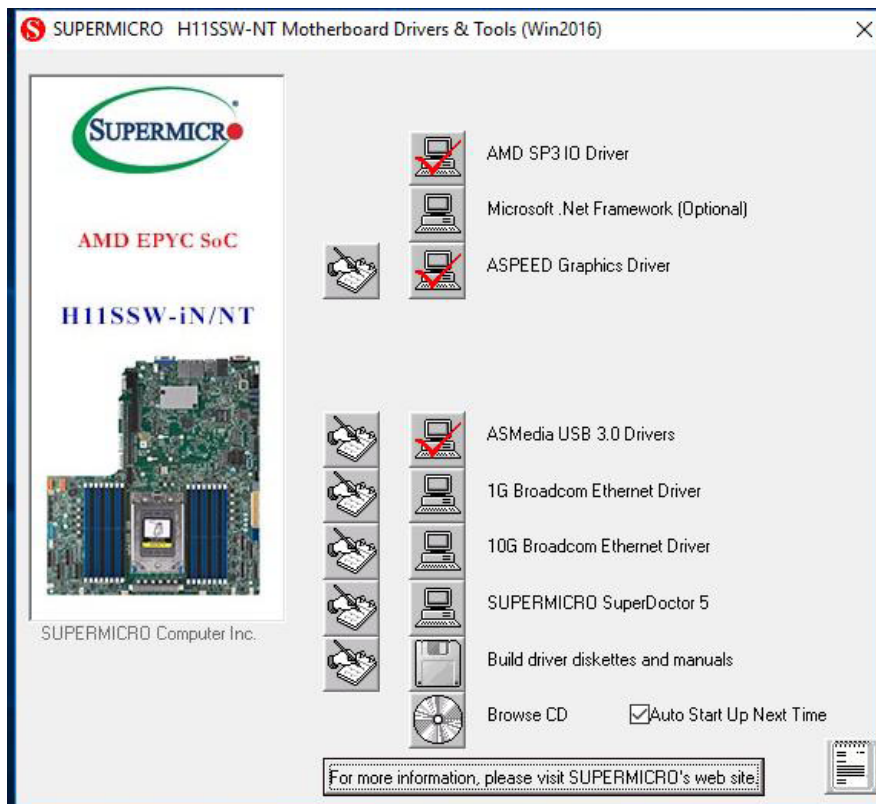 SUPERMICRO H11SSW-NT Motherboard Drivers & Tools (Win2016)
SUPERMICRO
AMD EPYC SoC
H11SSW-iN/NT
SUPERMICRO Computer Inc.
AMD SP3 IO Driver
Microsoft .Net Framework (Optional)
ASPEED Graphics Driver
ASMedia USB 3.0 Drivers
1G Broadcom Ethernet Driver
10G Broadcom Ethernet Driver
SUPERMICRO SuperDoctor 5
Build driver diskettes and manuals
Browse CD
Auto Start Up Next Time
For more information, please visit SUPERMICRO's web site.